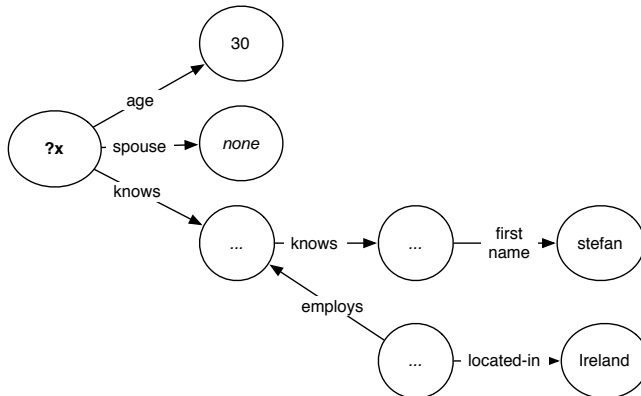 30
age
?x
spouse
none
knows
...
knows
...
first
name
stefan
employs
...
located-in
Ireland